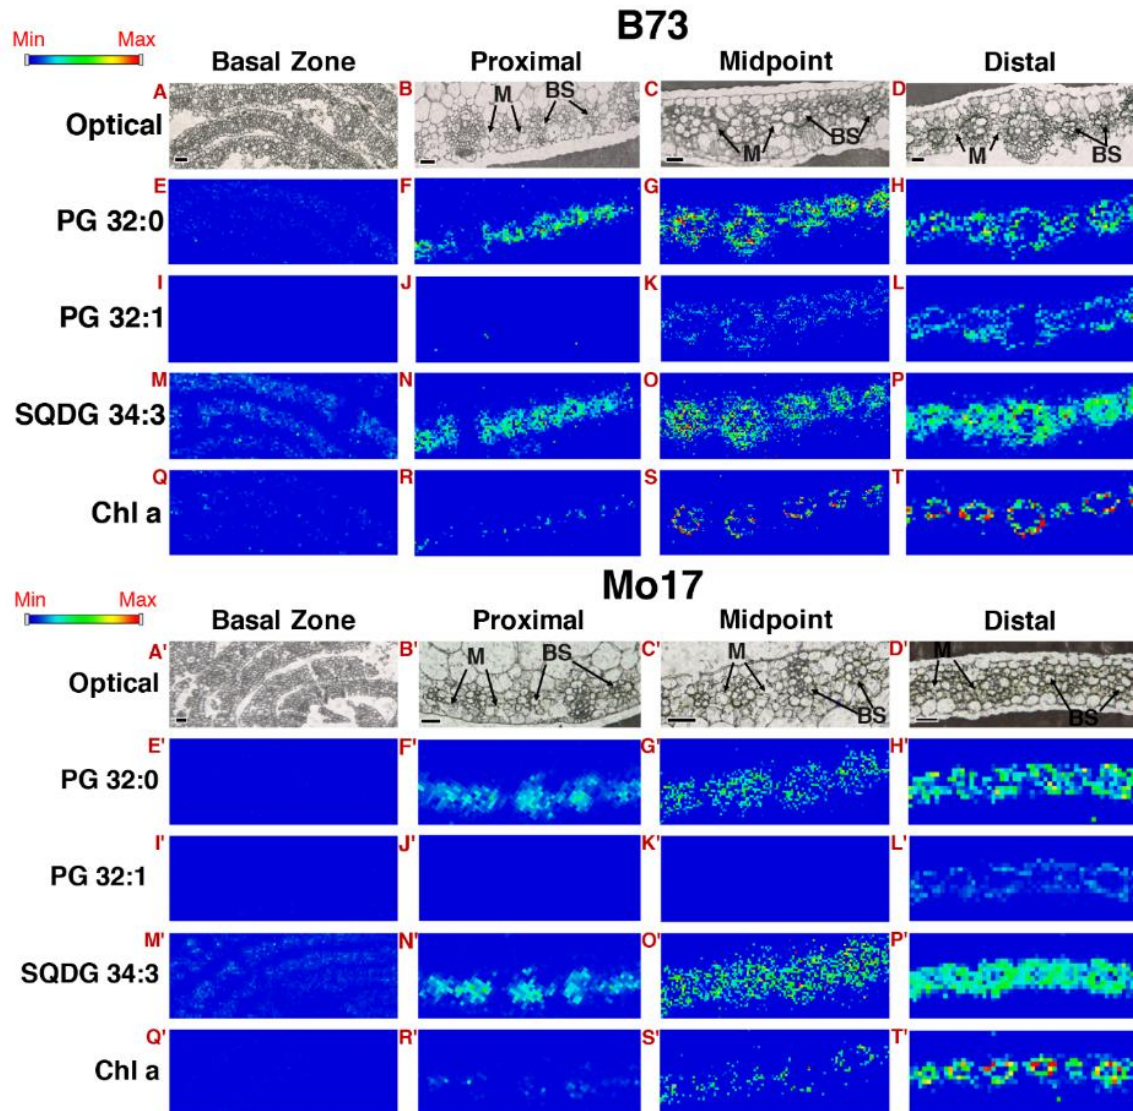 B73
Min Max
Basal Zone Proximal Midpoint Distal
Optical A B M BS C M BS D M BS
PG 32:0 E F G H
PG 32:1 I J K L
SQDG 34:3 M N O P
Chl a Q R S T
Mo17
Min Max
Basal Zone Proximal Midpoint Distal
Optical A' B' M BS C' M BS D' M BS
PG 32:0 E' F' G' H'
PG 32:1 I' J' K' L'
SQDG 34:3 M' N' O' P'
Chl a Q' R' S' T'